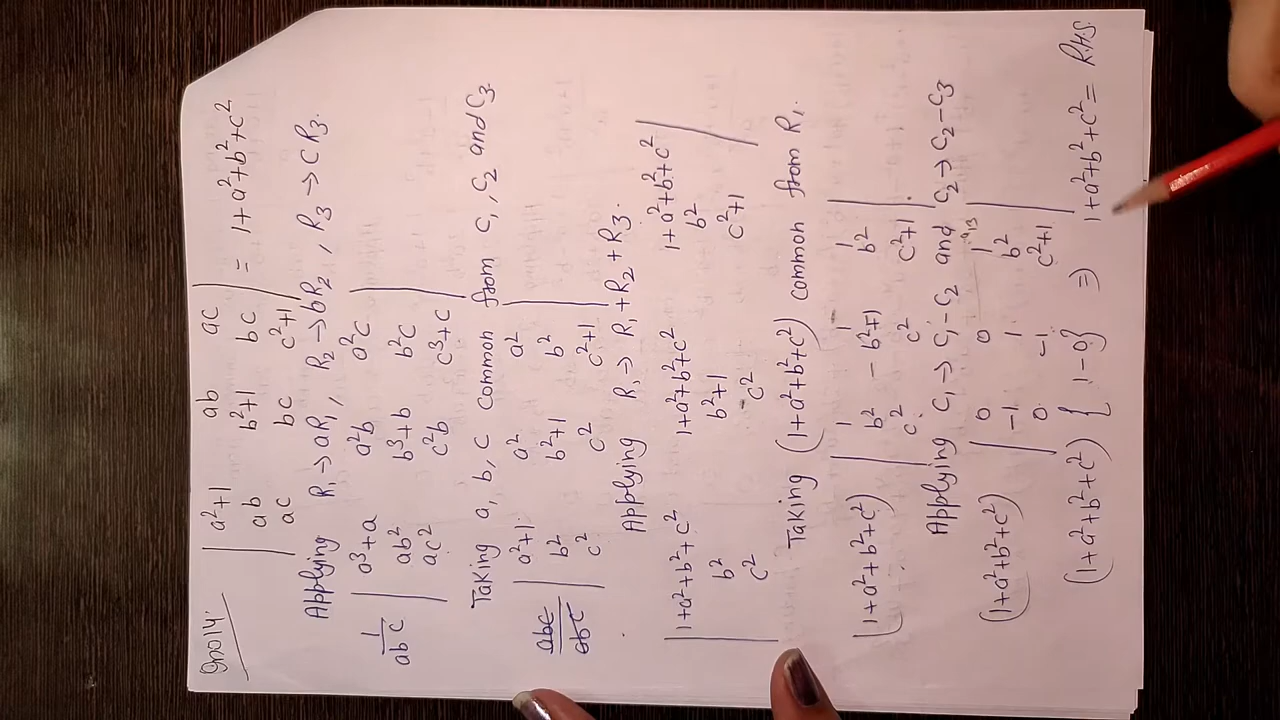 Qno14.
| a²+1 ab ac |
| ab b²+1 bc | = 1+a²+b²+c²
| ac bc c²+1 |
Applying R₁→aR₁, R₂→bR₂, R₃→CR₃.
1/abc | a³+a a²b a²c |
| ab² b³+b b²c |
| ac² c²b c³+c |
Taking a, b, c common from C₁, C₂ and C₃
abc/abc | a²+1 a² a² |
| b² b²+1 b² |
| c² c² c²+1 |
Applying R₁→ R₁+R₂+R₃.
| 1+a²+b²+c² 1+a²+b²+c² 1+a²+b²+c² |
| b² b²+1 b² |
| c² c² c²+1 |
Taking (1+a²+b²+c²) common from R₁.
(1+a²+b²+c²) | 1 1 1 |
| b² - b²+1 b² |
| c² c² c²+1 |.
Applying C₁→C₁-C₂ and C₂→C₂-C₃
(1+a²+b²+c²) | 0 0 1 |
| -1 1 b² |
| 0 -1 c²+1 |
(1+a²+b²+c²) { 1-0} ⇒ 1+a²+b²+c² = R.H.S.